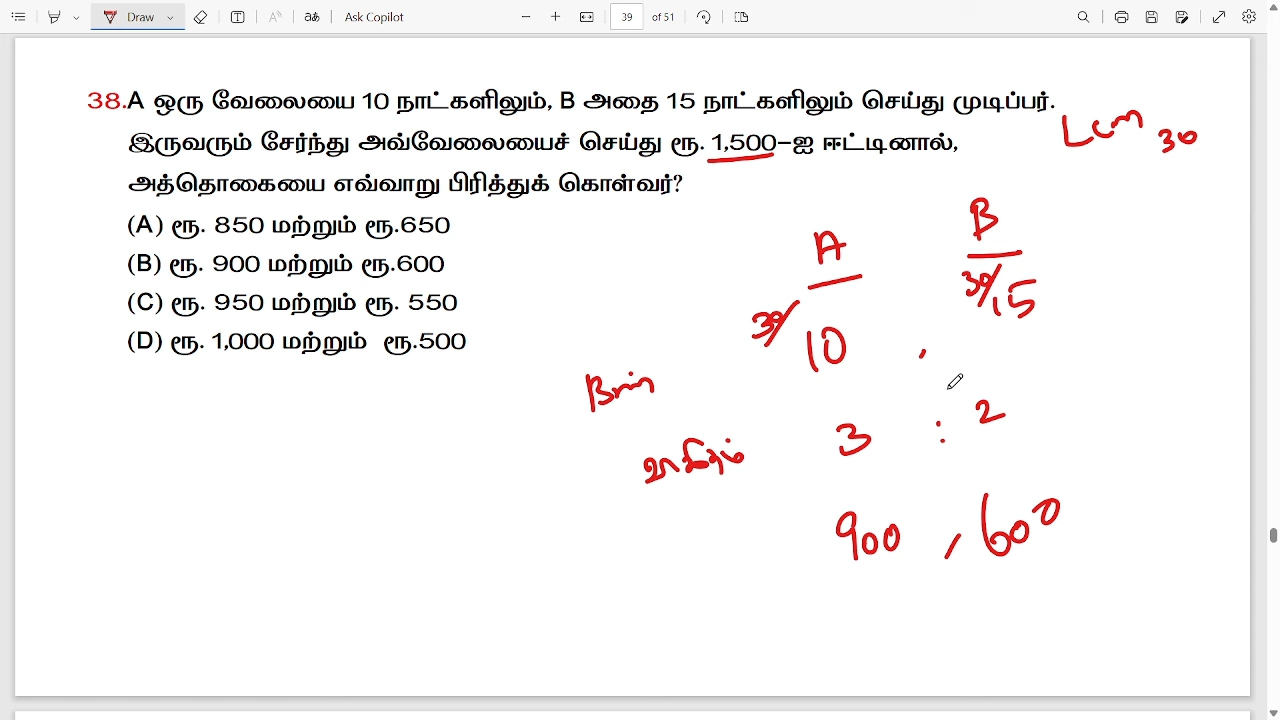 Draw
Ask Copilot
39 of 51
38.A ஒரு வேலையை 10 நாட்களிலும், B அதை 15 நாட்களிலும் செய்து முடிப்பர்.
இருவரும் சேர்ந்து அவ்வேலையைச் செய்து ரூ. 1,500-ஐ ஈட்டினால்,
அத்தொகையை எவ்வாறு பிரித்துக் கொள்வர்?
(A) ரூ. 850 மற்றும் ரூ.650
(B) ரூ. 900 மற்றும் ரூ.600
(C) ரூ. 950 மற்றும் ரூ. 550
(D) ரூ. 1,000 மற்றும் ரூ.500
Lcm 30
A B
30/10 , 30/15
3 : 2
900 , 600